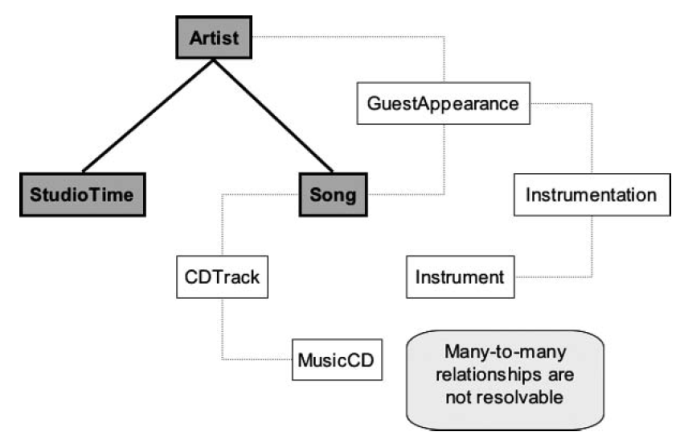 Artist
GuestAppearance
StudioTime
Song
Instrumentation
CDTrack
Instrument
MusicCD
Many-to-many
relationships are
not resolvable